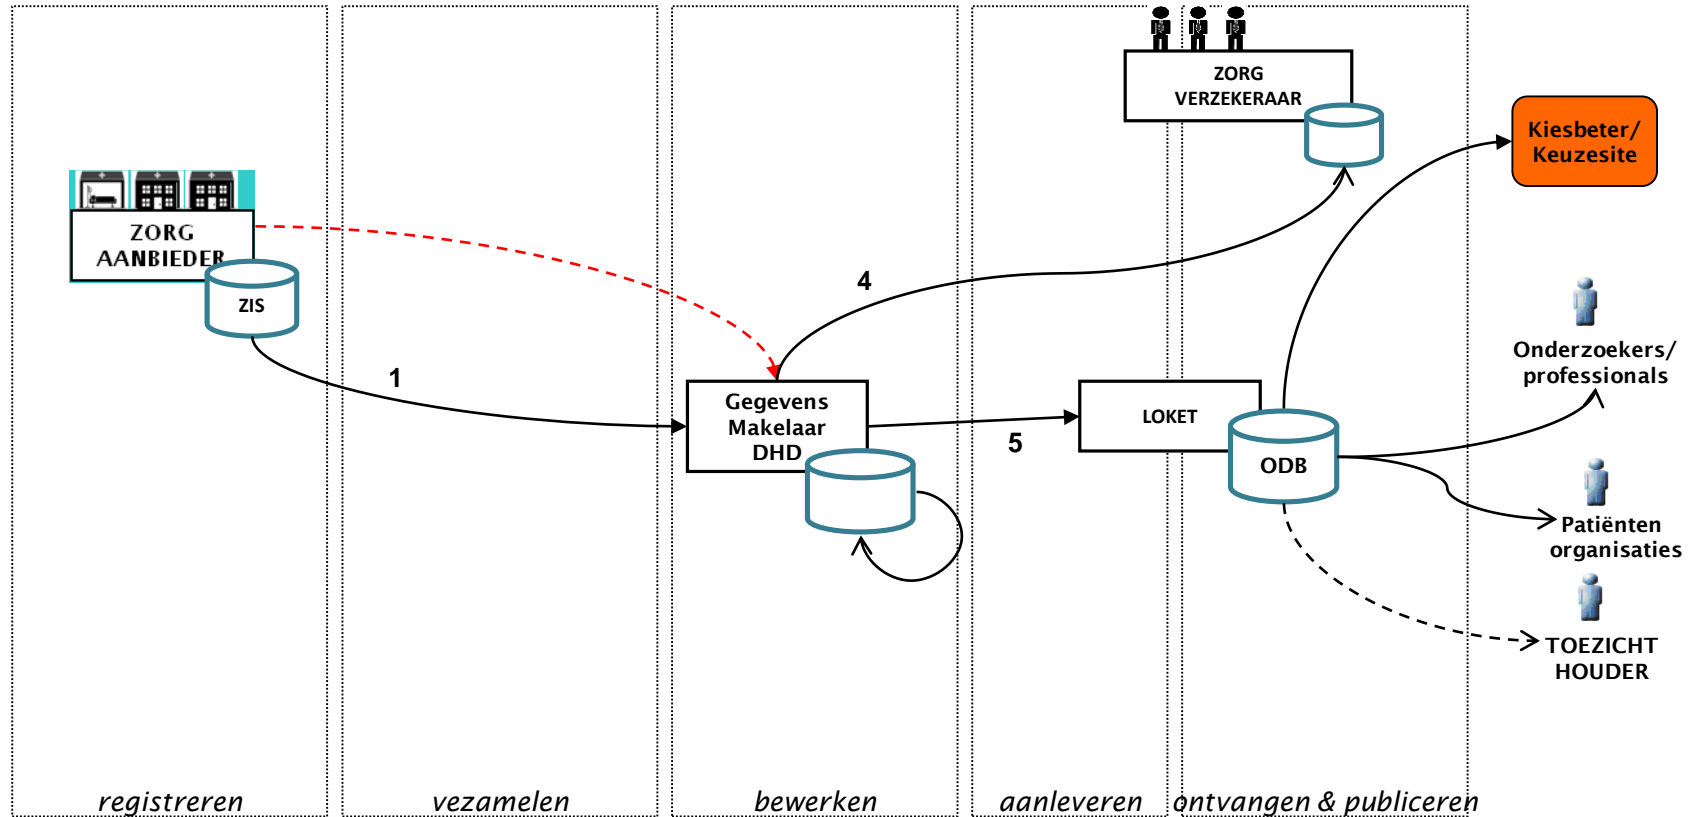 ZORG
VERZEKERAAR
Kiesbeter/
Keuzesite
ZORG
AANBIEDER
ZIS
4
1
Gegevens
Makelaar
DHD
5
LOKET
ODB
Onderzoekers/
professionals
Patiënten
organisaties
TOEZICHT
HOUDER
registreren
vezamelen
bewerken
aanleveren
ontvangen & publiceren